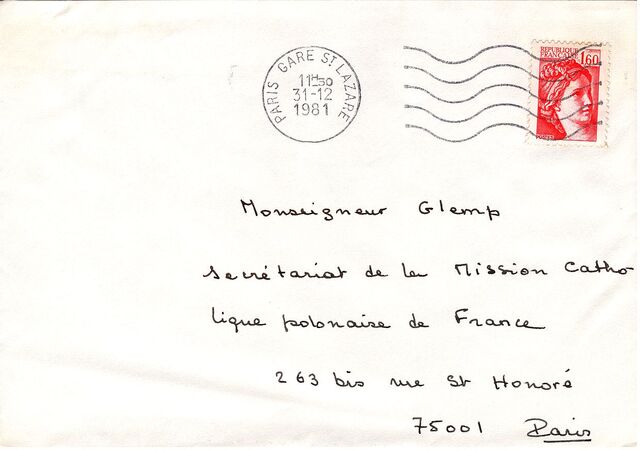 PARIS GARE ST LAZARE
11H30
31-12
1981
REPUBLIQUE
FRANCAISE
1,60
Monseigneur Glemp
Secrétariat de la Mission Catho
lique polonaise de France
263 bis rue St Honoré
75001 Paris